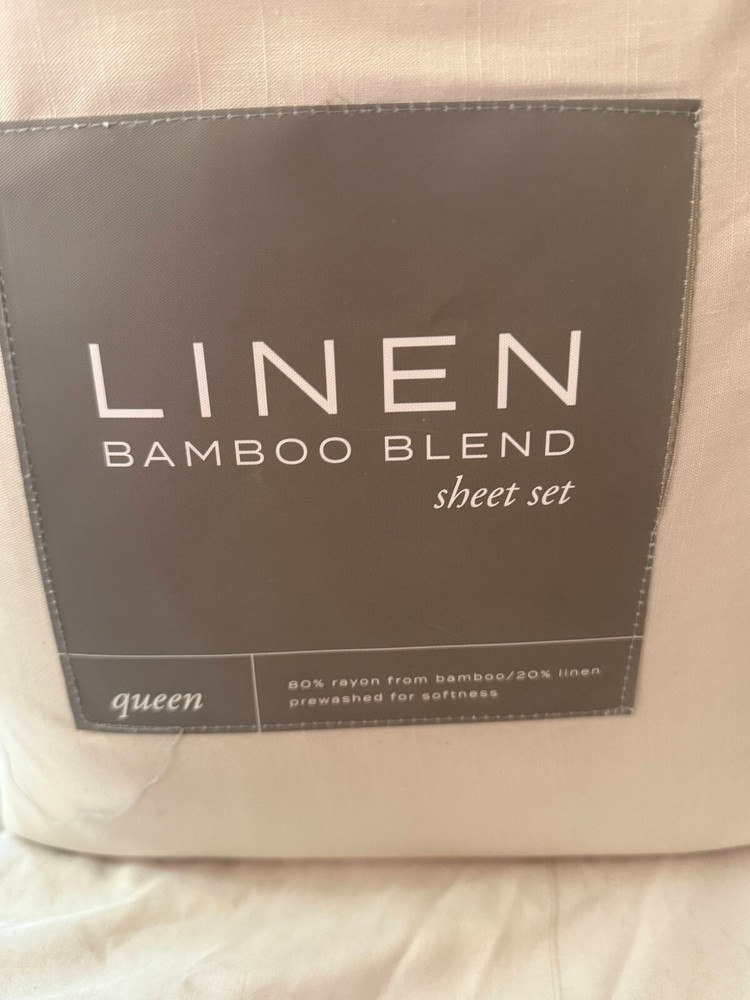 LINEN
BAMBOO BLEND
sheet set
queen
80% rayon from bamboo/20% linen
prewashed for softness